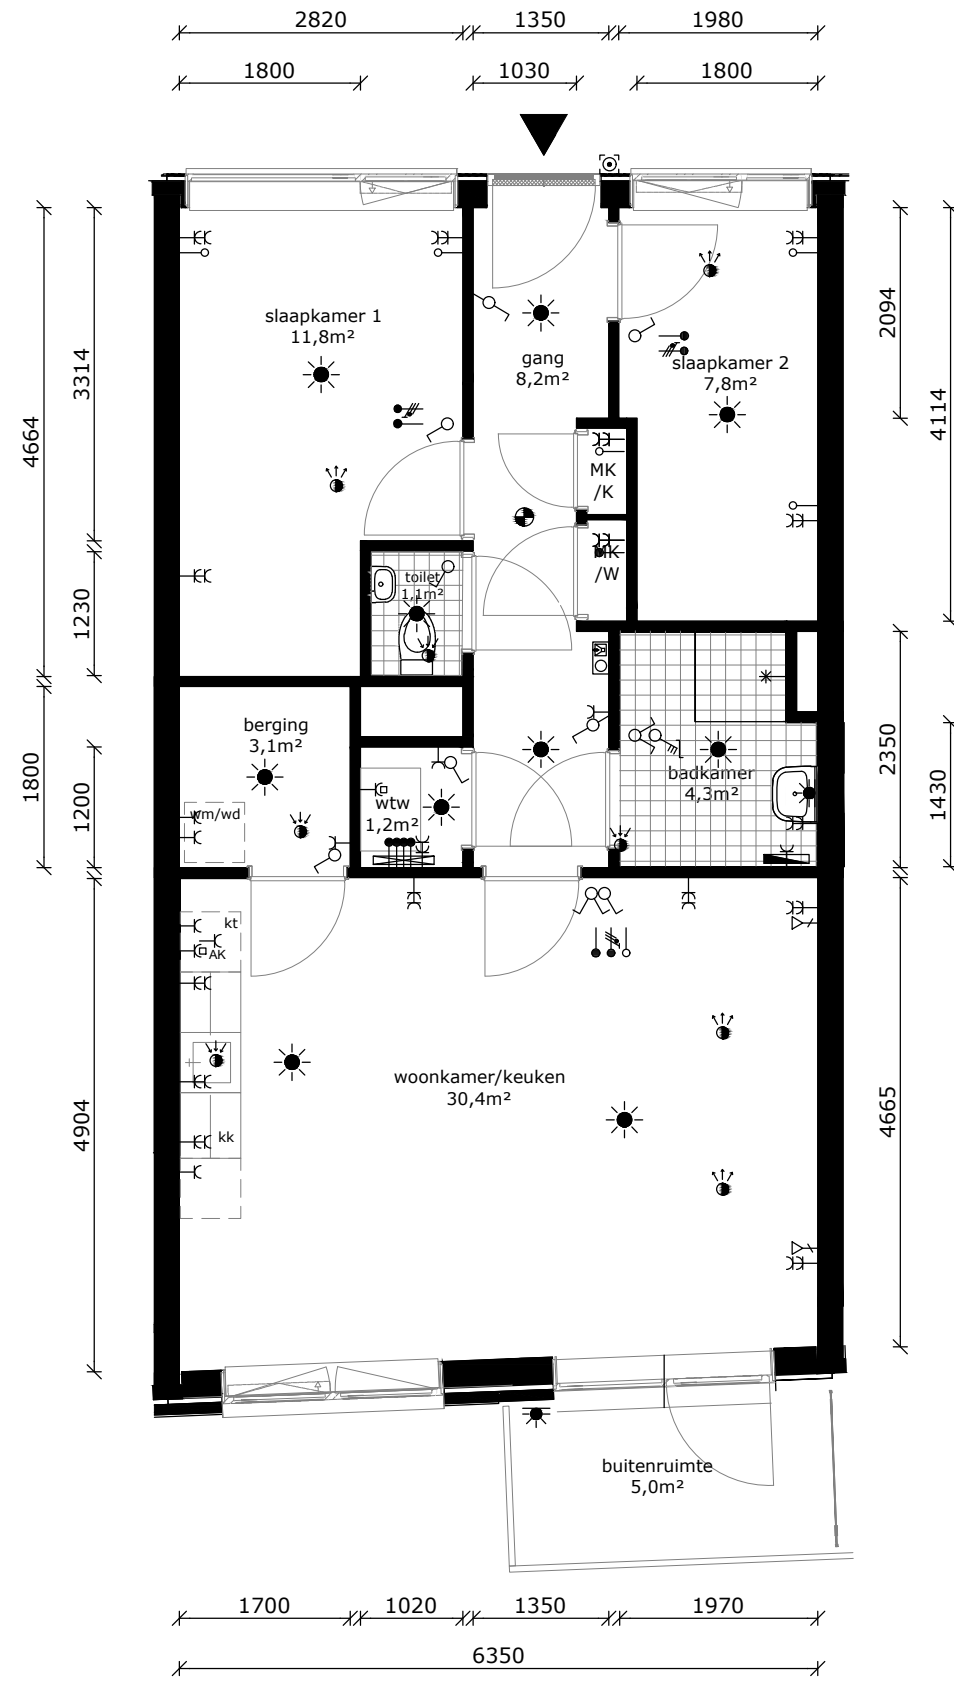 2820 1350 1980
1800 1030 1800
slaapkamer 1
11,8m²
gang
8,2m²
slaapkamer 2
7,8m²
3314
4664
2094
4114
MK
/K
MK
/W
toilet
1,1m²
1230
berging
3,1m²
wm/wd
wtw
1,2m²
badkamer
4,3m²
1800
1200
2350
1430
kt
AK
kk
woonkamer/keuken
30,4m²
4904
4665
buitenruimte
5,0m²
1700 1020 1350 1970
6350